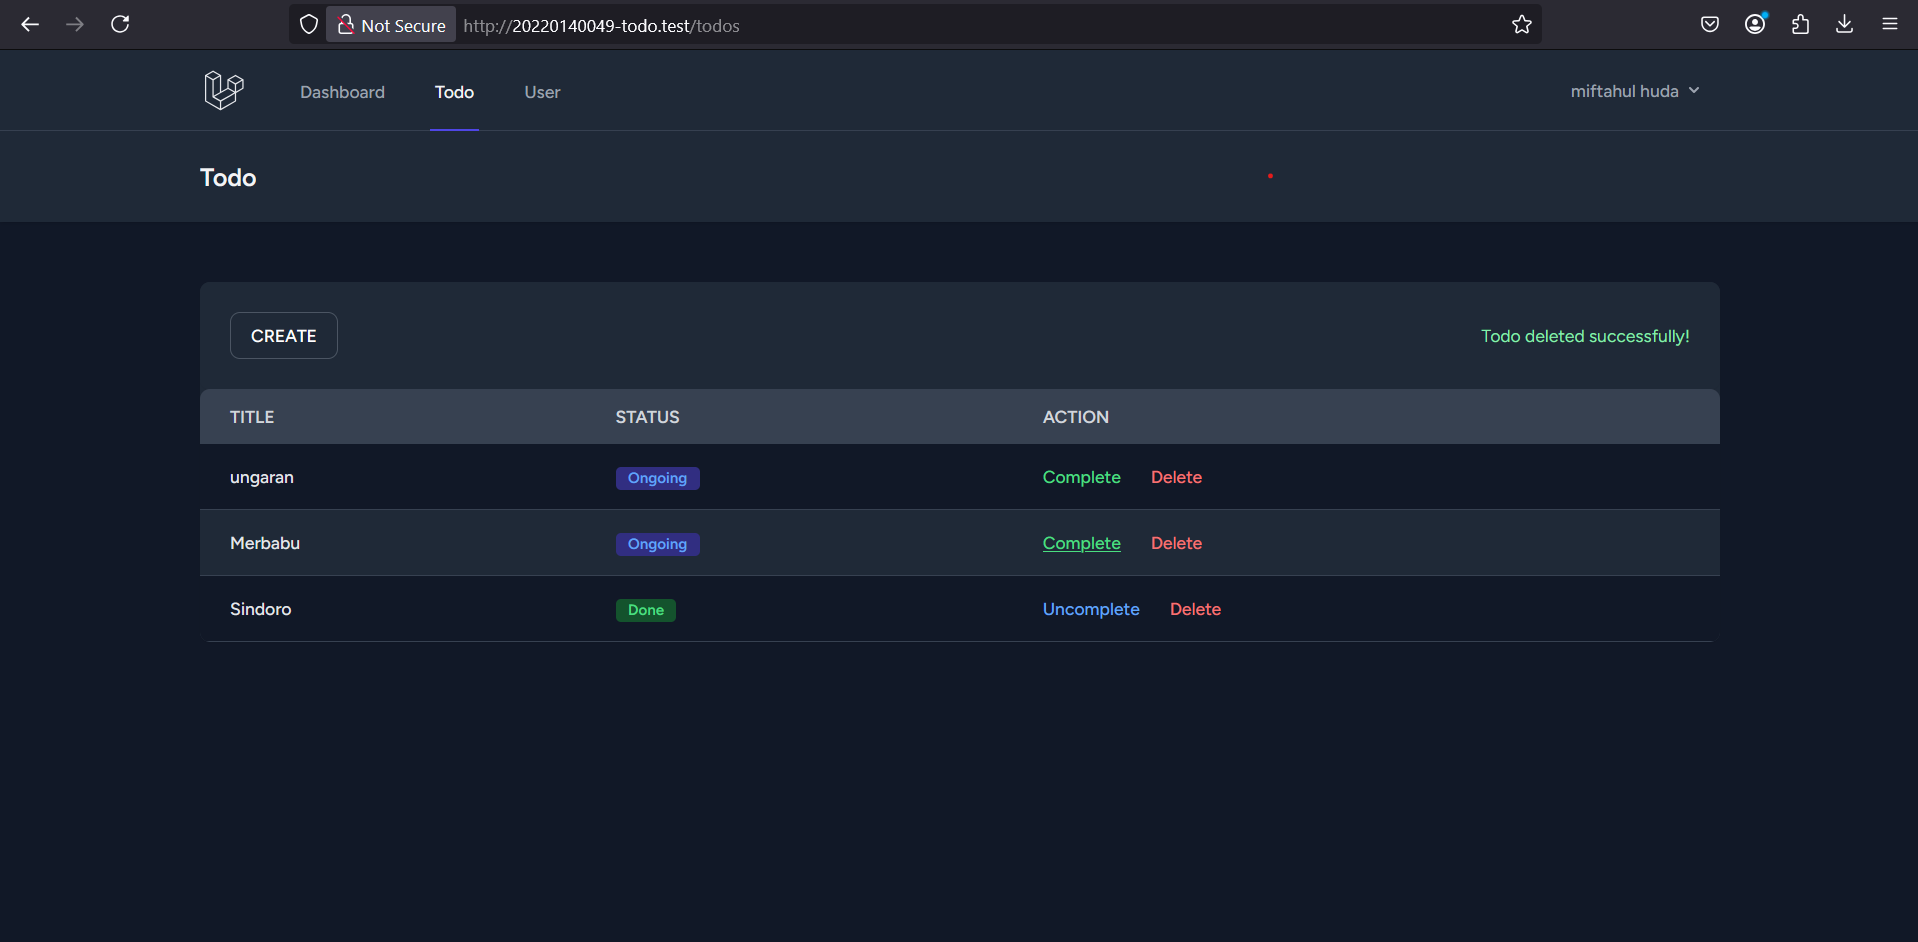 Not Secure http://20220140049-todo.test/todos
Dashboard Todo User miftahul huda
Todo
CREATE Todo deleted successfully!
TITLE STATUS ACTION
ungaran Ongoing Complete Delete
Merbabu Ongoing Complete Delete
Sindoro Done Uncomplete Delete